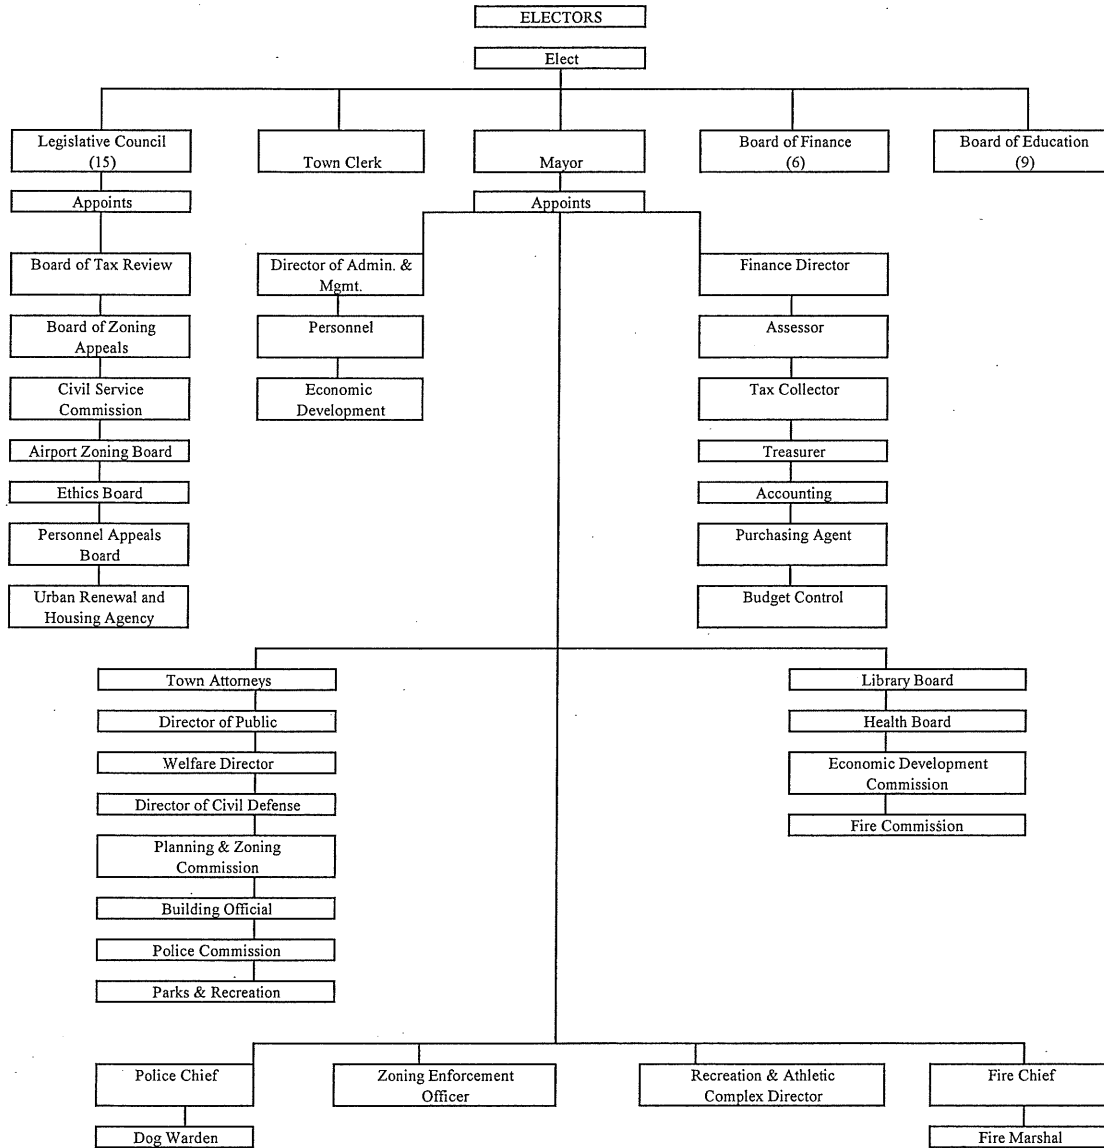 ELECTORS
Elect
Legislative Council
(15)
Town Clerk
Mayor
Board of Finance
(6)
Board of Education
(9)
Appoints
Appoints
Board of Tax Review
Board of Zoning
Appeals
Civil Service
Commission
Airport Zoning Board
Ethics Board
Personnel Appeals
Board
Urban Renewal and
Housing Agency
Director of Admin. &
Mgmt.
Personnel
Economic
Development
Finance Director
Assessor
Tax Collector
Treasurer
Accounting
Purchasing Agent
Budget Control
Town Attorneys
Director of Public
Welfare Director
Director of Civil Defense
Planning & Zoning
Commission
Building Official
Police Commission
Parks & Recreation
Library Board
Health Board
Economic Development
Commission
Fire Commission
Police Chief
Dog Warden
Zoning Enforcement
Officer
Recreation & Athletic
Complex Director
Fire Chief
Fire Marshal